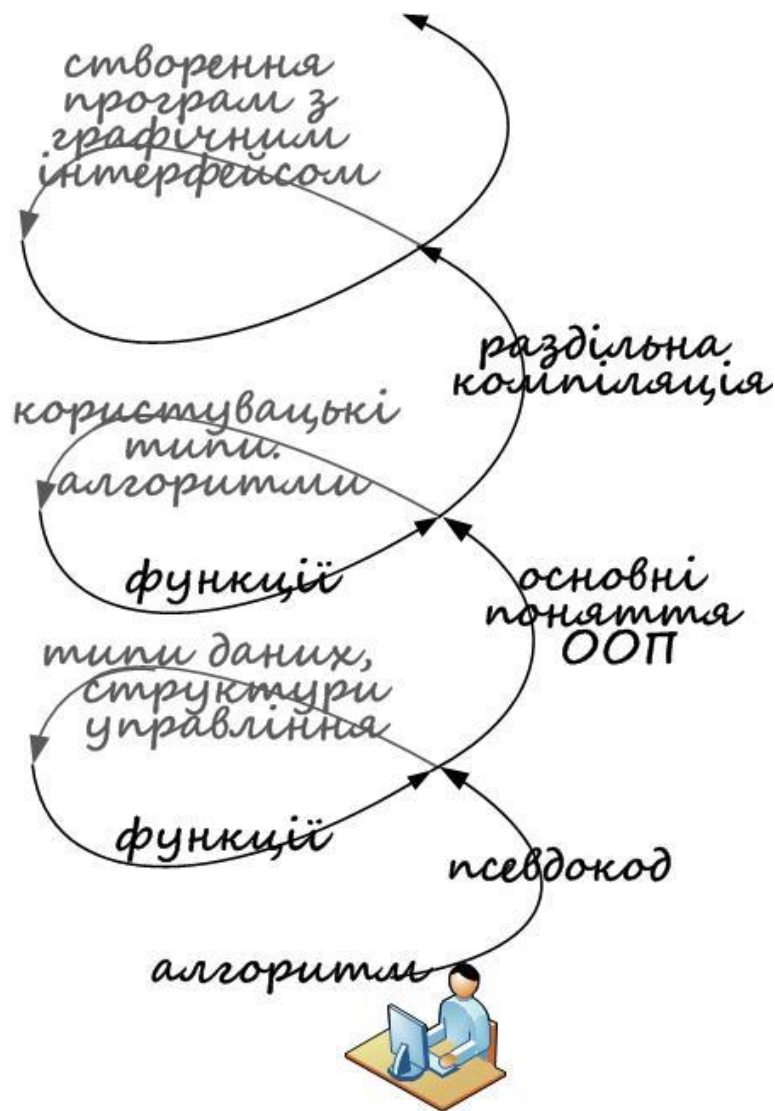 створення
програм з
графічним
інтерфейсом
раздільна
компіляція
користувацькі
типи.
алгоритми
функції
основні
поняття
ООП
типи даних,
структури
управління
функції
псевдокод
алгоритм